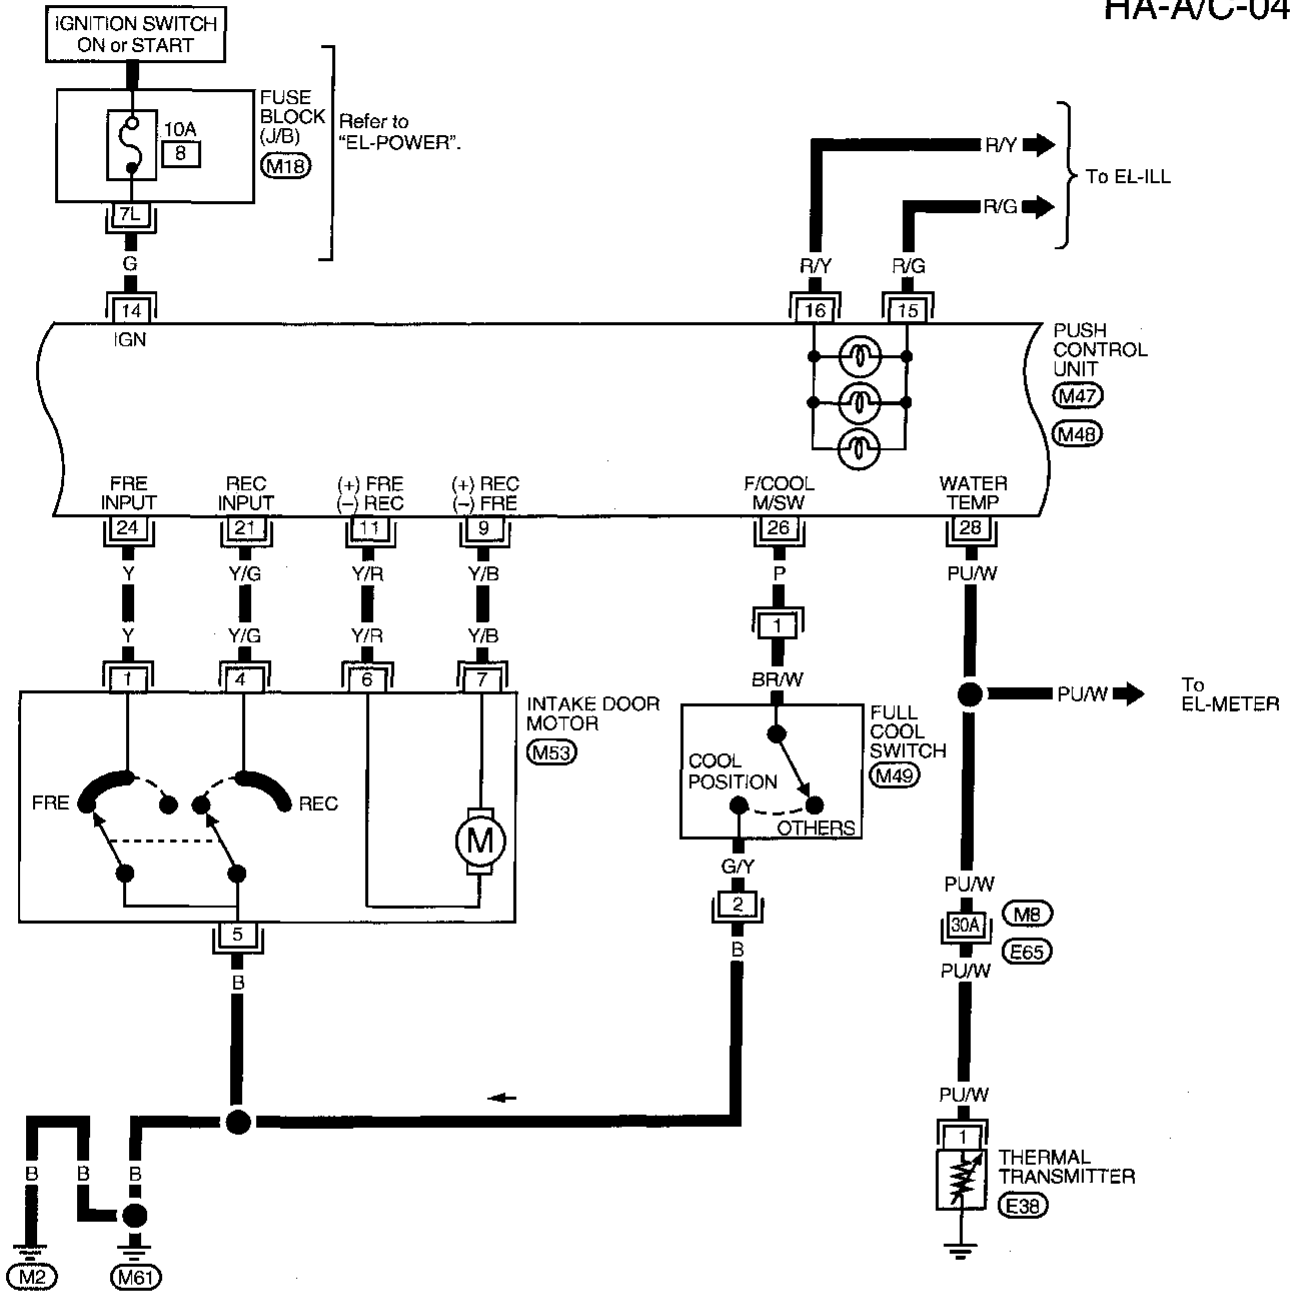 HA-A/C-04
IGNITION SWITCH
ON or START
FUSE
BLOCK
(J/B)
M18
10A
8
Refer to
"EL-POWER".
7L
G
14
IGN
R/Y
R/G
To EL-ILL
R/Y
R/G
16
15
PUSH
CONTROL
UNIT
M47
M48
FRE
INPUT
REC
INPUT
(+) FRE
(–) REC
(+) REC
(–) FRE
F/COOL
M/SW
WATER
TEMP
24
21
11
9
26
28
Y
Y/G
Y/R
Y/B
P
PU/W
Y
Y/G
Y/R
Y/B
1
1
4
6
7
BR/W
INTAKE DOOR
MOTOR
M53
FULL
COOL
SWITCH
M49
PU/W
To
EL-METER
COOL
POSITION
OTHERS
FRE
REC
M
G/Y
2
B
5
B
PU/W
30A
M8
E65
PU/W
PU/W
1
THERMAL
TRANSMITTER
E38
B
B
B
M2
M61